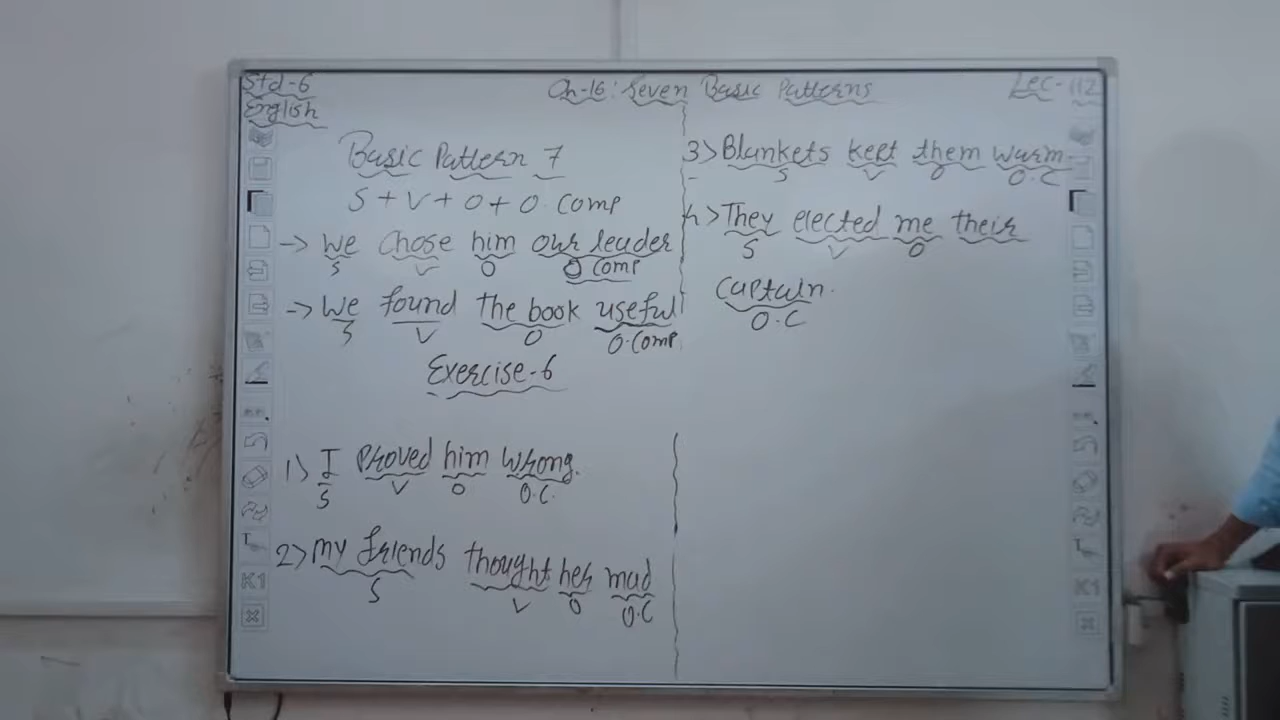 Std-6
English
Ch-16: Seven Basic Patterns
Lec-112
Basic Pattern 7
S + V + O + O. Comp
-> We chose him our leader
S V O O Comp
-> We found the book useful
S V O O.Comp.
Exercise-6
1> I proved him wrong.
S V O O.C.
2> my friends thought her mad
S V O O.C
3> Blankets kept them warm.
S V O O.C
4> They elected me their
S V O
captain.
O.C
T
K1
T
K1